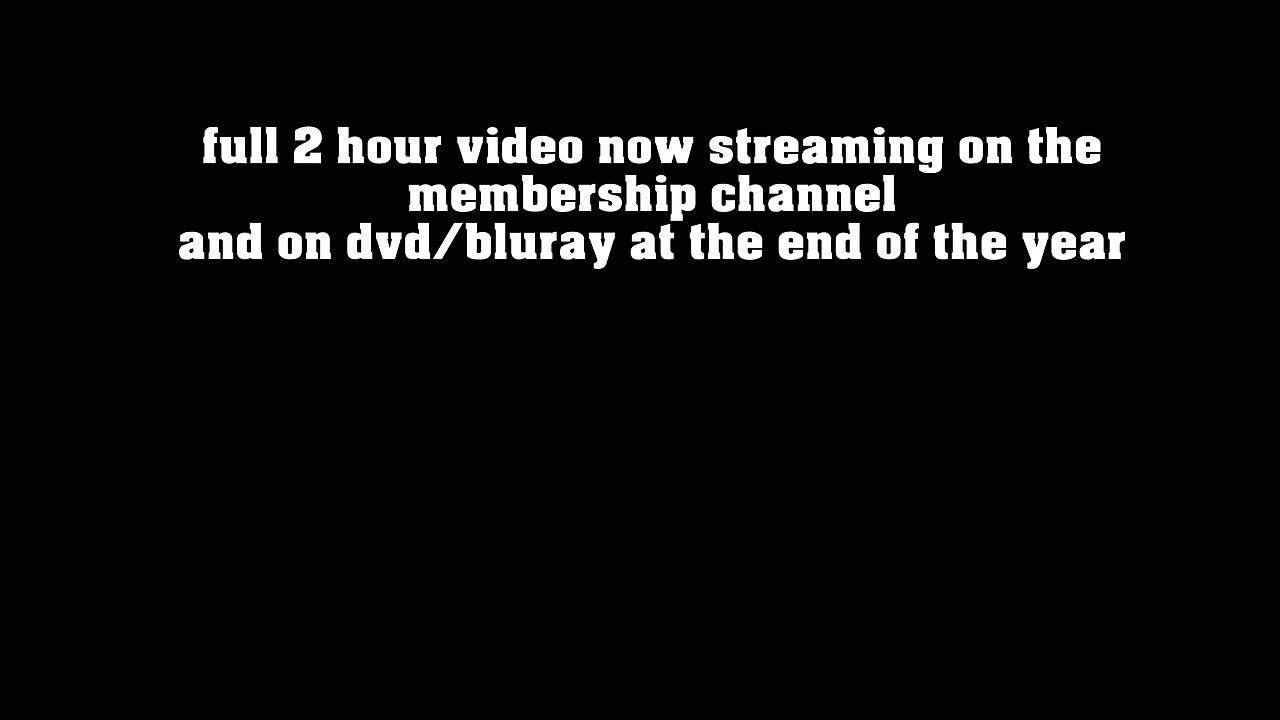 full 2 hour video now streaming on the
membership channel
and on dvd/bluray at the end of the year